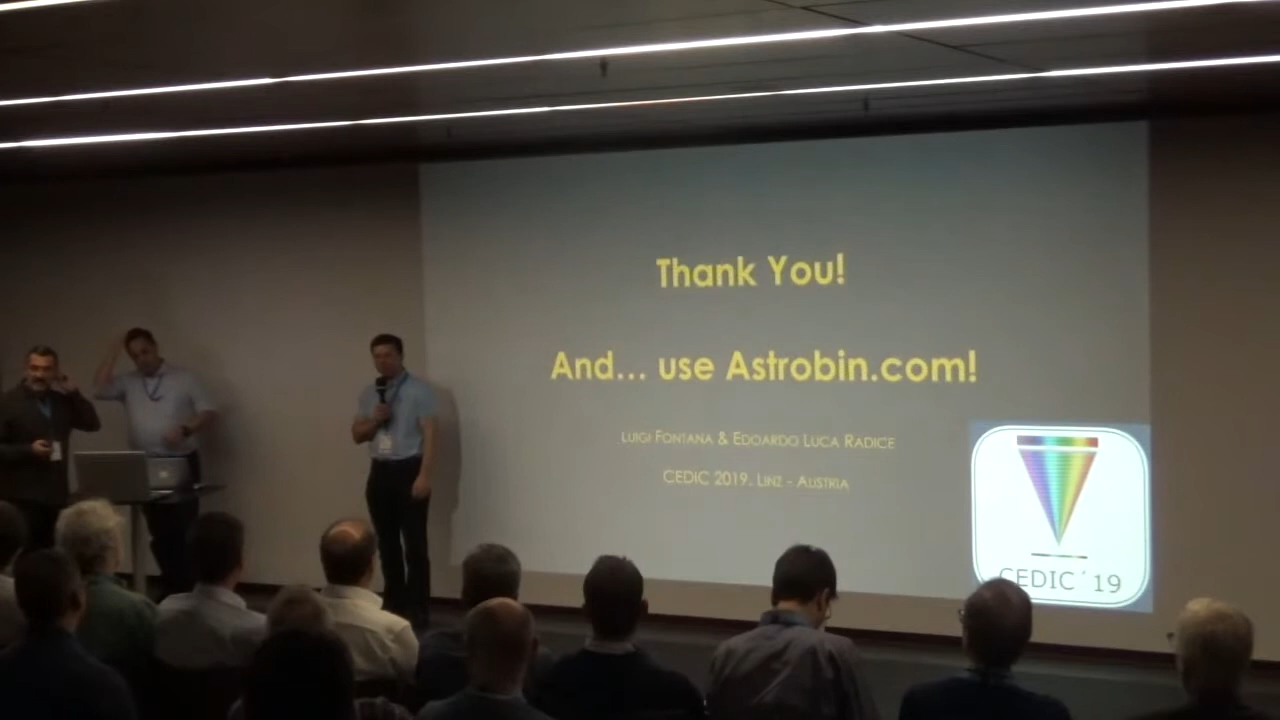 Thank You!
And... use Astrobin.com!
Luigi Fontana & Edoardo Luca Radice
CEDIC 2019. Linz - Austria
CEDIC´19